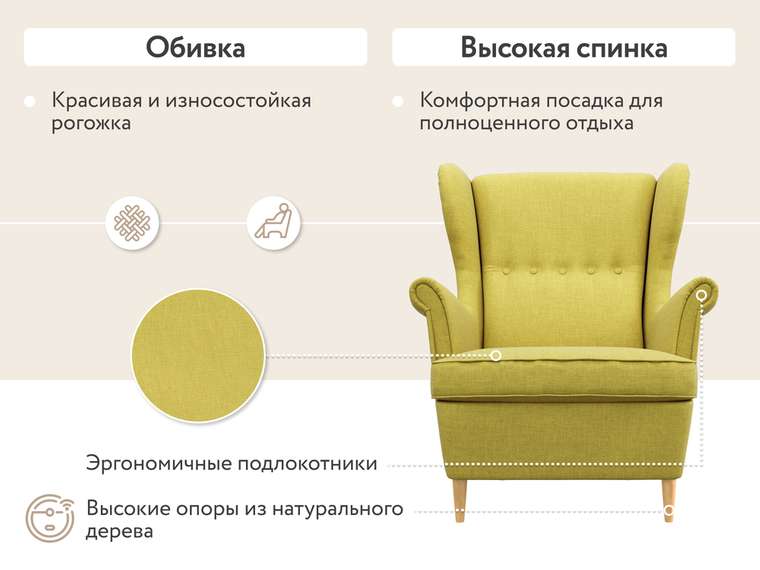 Обивка
Красивая и износостойкая
рогожка
Высокая спинка
Комфортная посадка для
полноценного отдыха
Эргономичные подлокотники
Высокие опоры из натурального
дерева